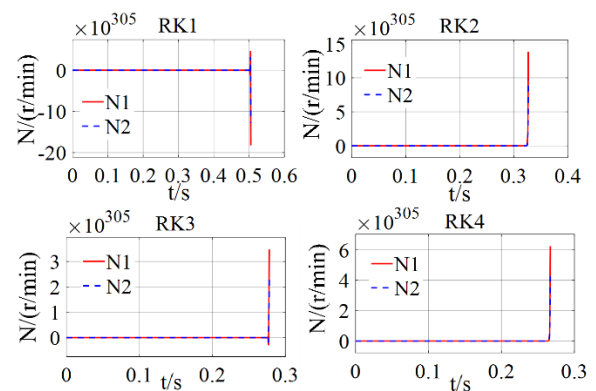 ×10^305 RK1
N/(r/min)
0
-10
-20
N1
N2
0 0.1 0.2 0.3 0.4 0.5 0.6
t/s
×10^305 RK2
N/(r/min)
15
10
5
0
N1
N2
0 0.1 0.2 0.3 0.4
t/s
×10^305 RK3
N/(r/min)
3
2
1
0
N1
N2
0 0.1 0.2 0.3
t/s
×10^305 RK4
N/(r/min)
6
4
2
0
N1
N2
0 0.1 0.2 0.3
t/s